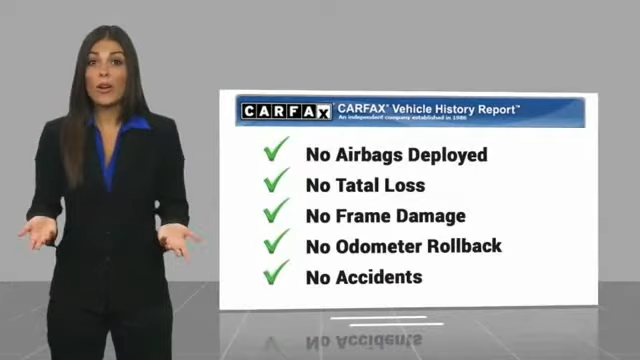 CARFAX CARFAX® Vehicle History Report™
An independent company established in 1986
No Airbags Deployed
No Tatal Loss
No Frame Damage
No Odometer Rollback
No Accidents